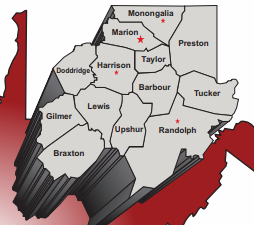 Monongalia
Marion
Preston
Taylor
Harrison
Doddridge
Barbour
Tucker
Lewis
Gilmer
Upshur
Randolph
Braxton